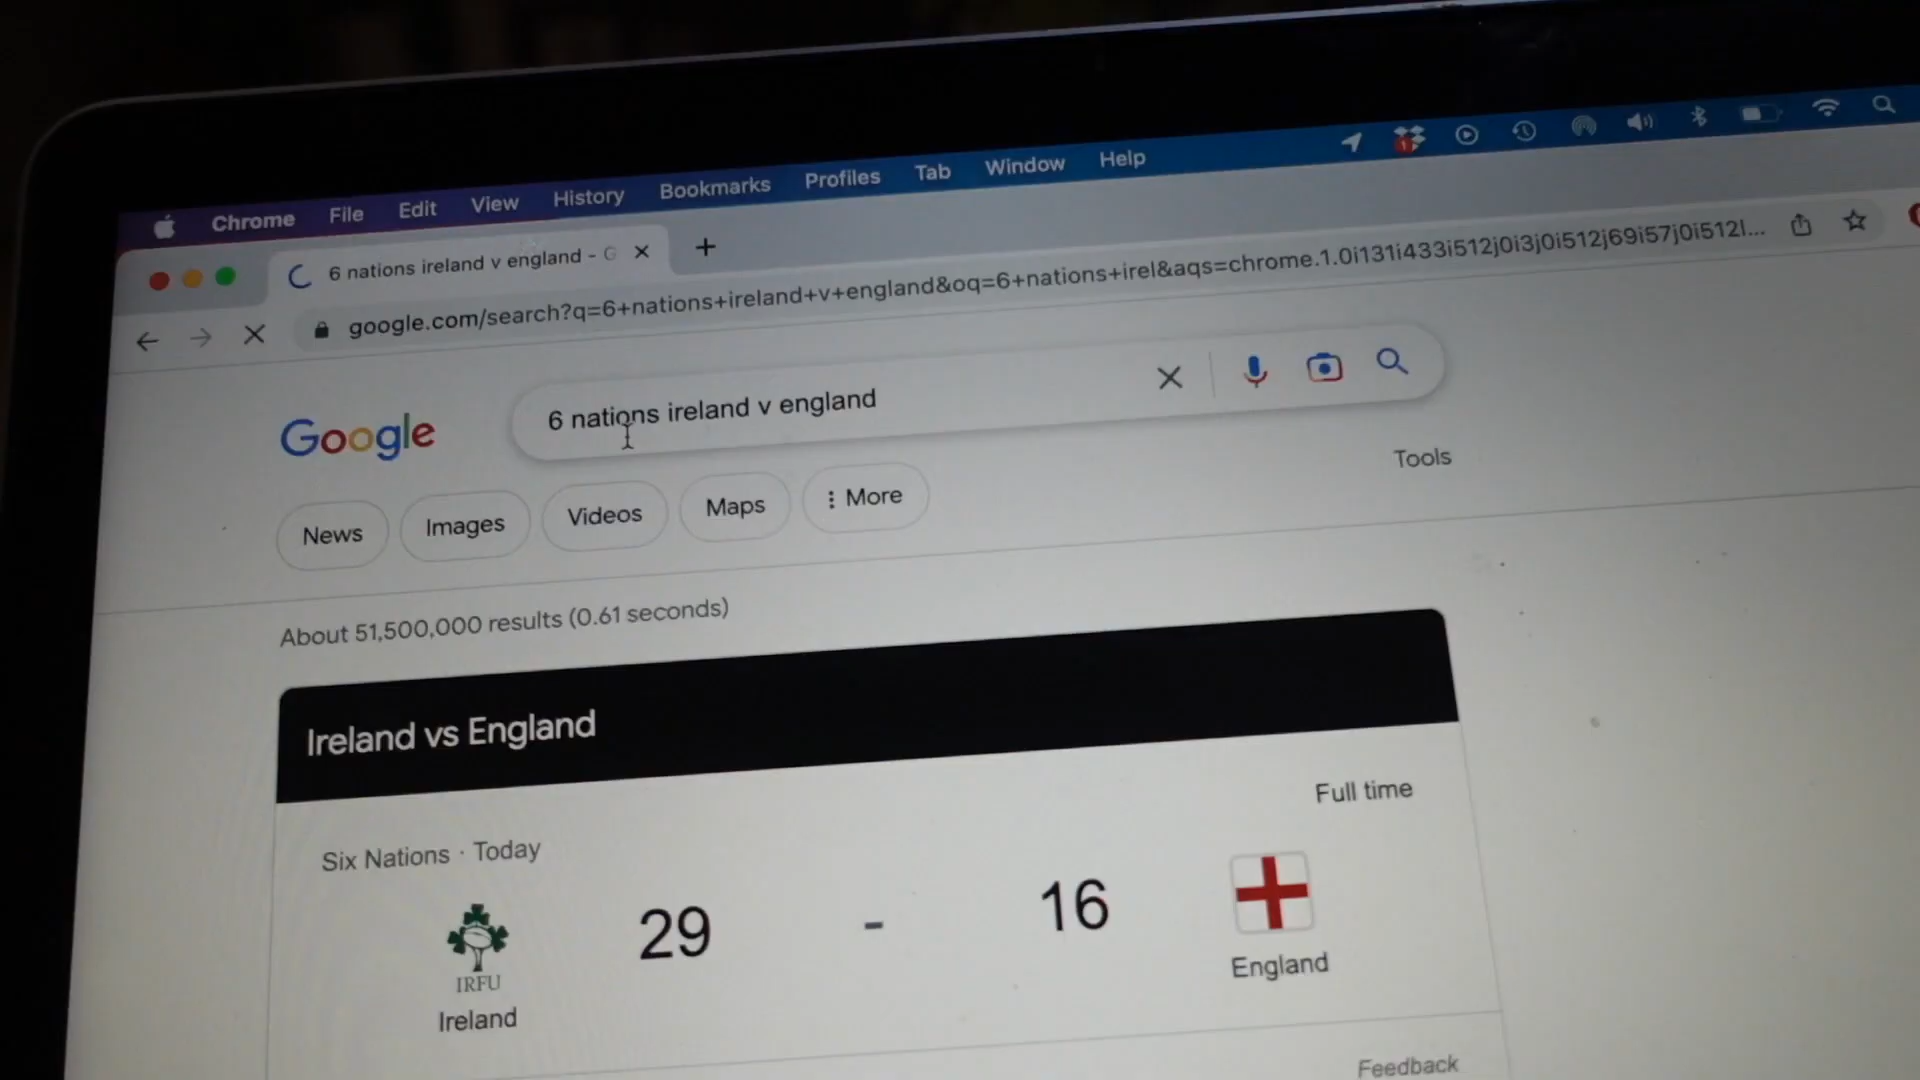 Chrome File Edit View History Bookmarks Profiles Tab Window Help
1
6 nations ireland v england - G
google.com/search?q=6+nations+ireland+v+england&oq=6+nations+irel&aqs=chrome.1.0i131i433i512j0i3j0i512j69i57j0i512l...
Google
6 nations ireland v england
News Images Videos Maps More
Tools
About 51,500,000 results (0.61 seconds)
Ireland vs England
Full time
Six Nations · Today
29 - 16
IRFU
Ireland
England
Feedback